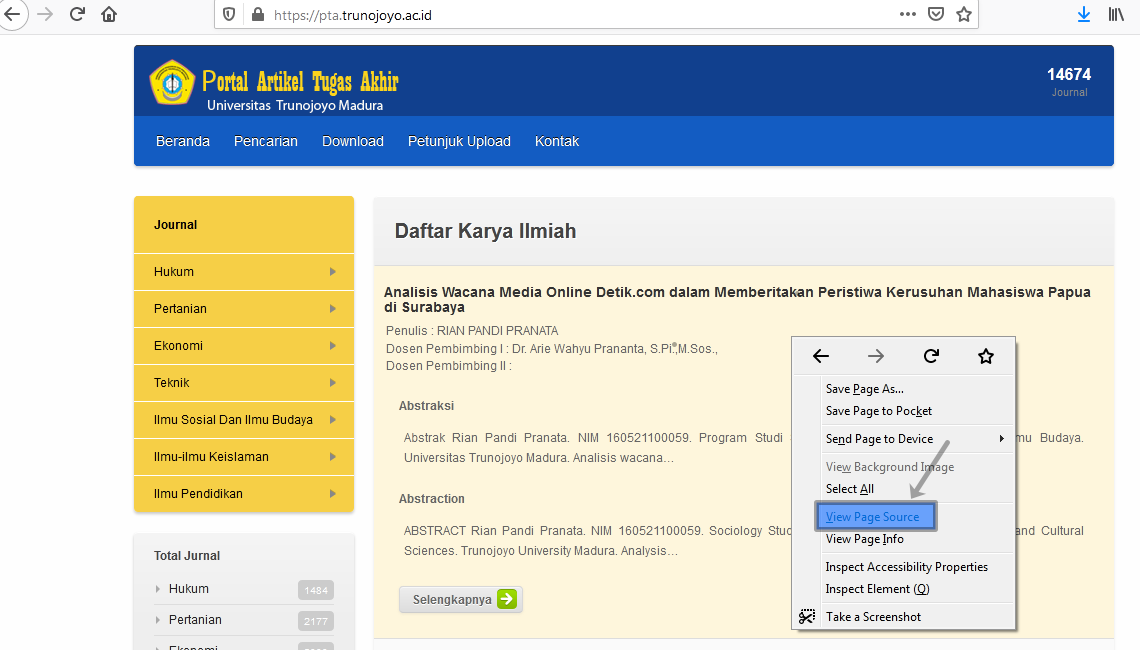 https://pta.trunojoyo.ac.id
Portal Artikel Tugas Akhir
Universitas Trunojoyo Madura
14674
Journal
Beranda Pencarian Download Petunjuk Upload Kontak
Journal
Hukum
Pertanian
Ekonomi
Teknik
Ilmu Sosial Dan Ilmu Budaya
Ilmu-ilmu Keislaman
Ilmu Pendidikan
Total Jurnal
Hukum 1484
Pertanian 2177
Ekonomi
Daftar Karya Ilmiah
Analisis Wacana Media Online Detik.com dalam Memberitakan Peristiwa Kerusuhan Mahasiswa Papua
di Surabaya
Penulis : RIAN PANDI PRANATA
Dosen Pembimbing I : Dr. Arie Wahyu Prananta, S.Pi.,M.Sos.,
Dosen Pembimbing II :
Abstraksi
Abstrak Rian Pandi Pranata. NIM 160521100059. Program Studi mu Budaya.
Universitas Trunojoyo Madura. Analisis wacana...
Abstraction
ABSTRACT Rian Pandi Pranata. NIM 160521100059. Sociology Stu and Cultural
Sciences. Trunojoyo University Madura. Analysis...
Selengkapnya
Save Page As...
Save Page to Pocket
Send Page to Device
View Background Image
Select All
View Page Source
View Page Info
Inspect Accessibility Properties
Inspect Element (Q)
Take a Screenshot